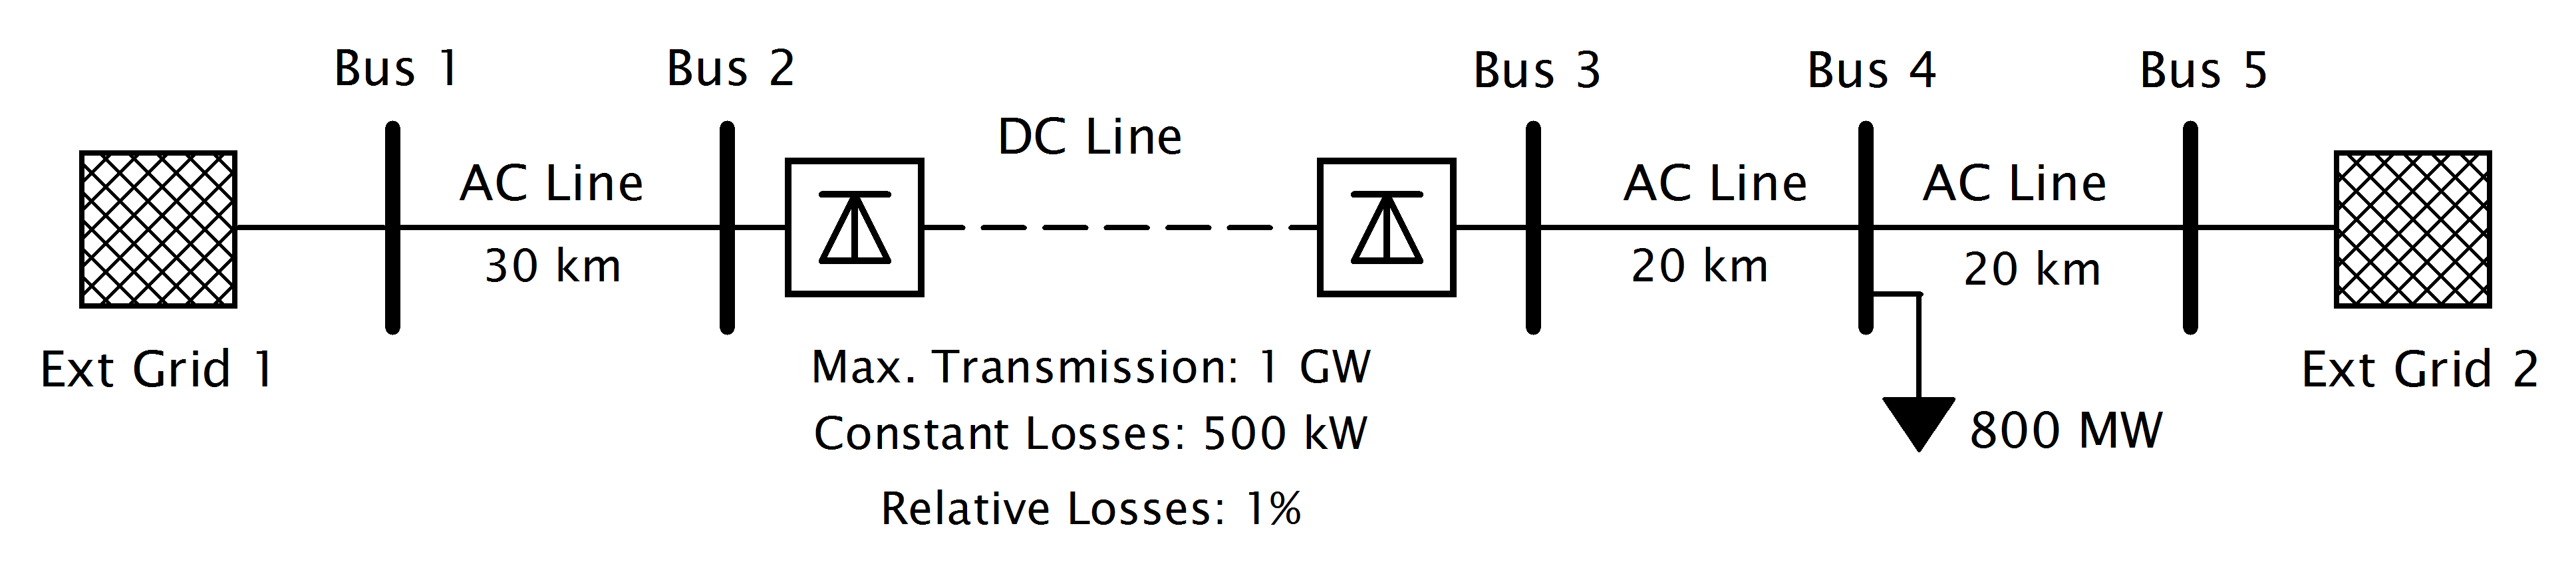 Bus 1
Bus 2
Bus 3
Bus 4
Bus 5
DC Line
AC Line
AC Line
AC Line
30 km
20 km
20 km
Ext Grid 1
Max. Transmission: 1 GW
Ext Grid 2
Constant Losses: 500 kW
800 MW
Relative Losses: 1%